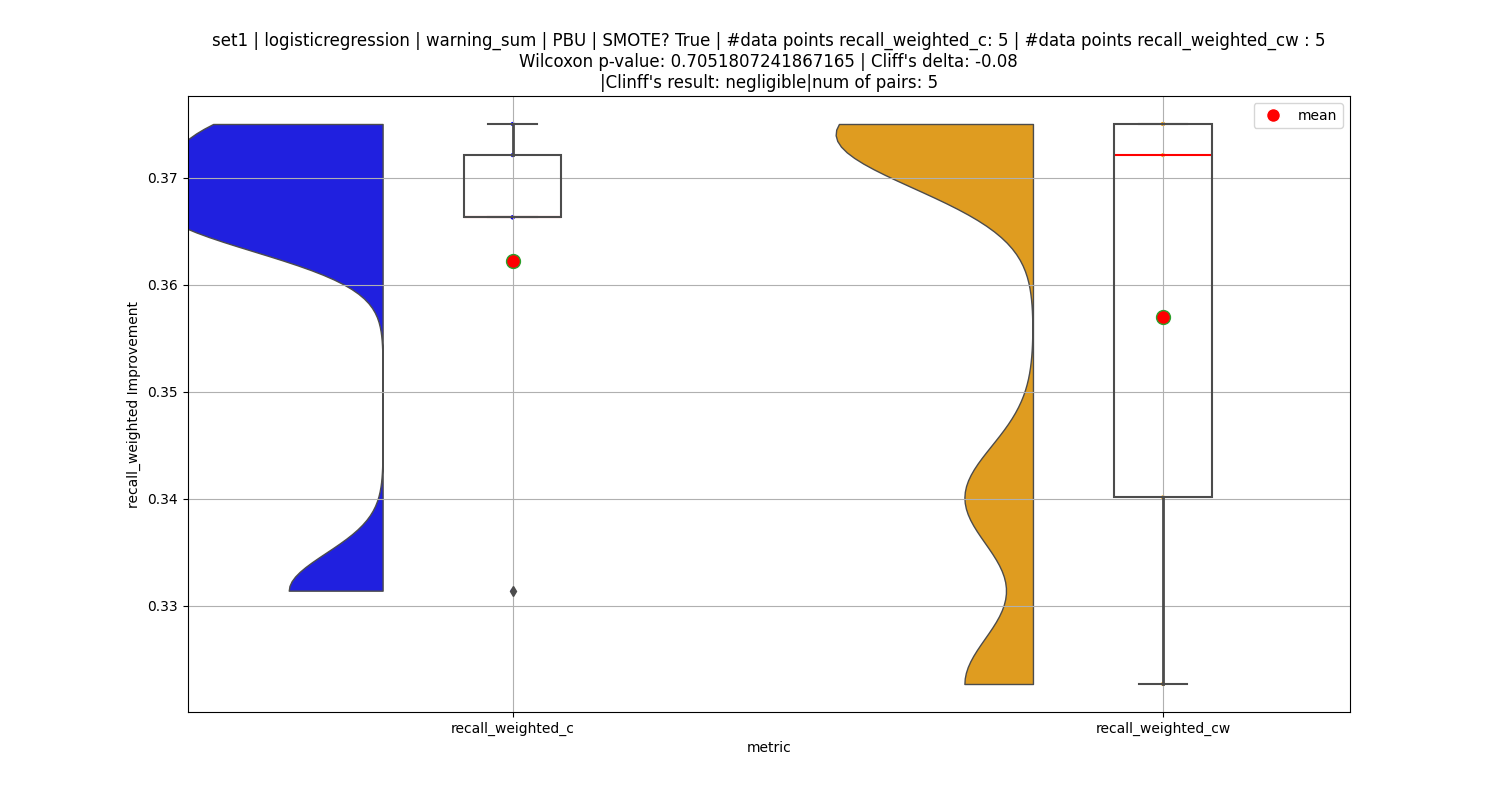 set1 | logisticregression | warning_sum | PBU | SMOTE? True | #data points recall_weighted_c: 5 | #data points recall_weighted_cw : 5
Wilcoxon p-value: 0.7051807241867165 | Cliff's delta: -0.08
|Clinff's result: negligible|num of pairs: 5
mean
0.37
0.36
0.35
0.34
0.33
recall_weighted Improvement
recall_weighted_c
recall_weighted_cw
metric